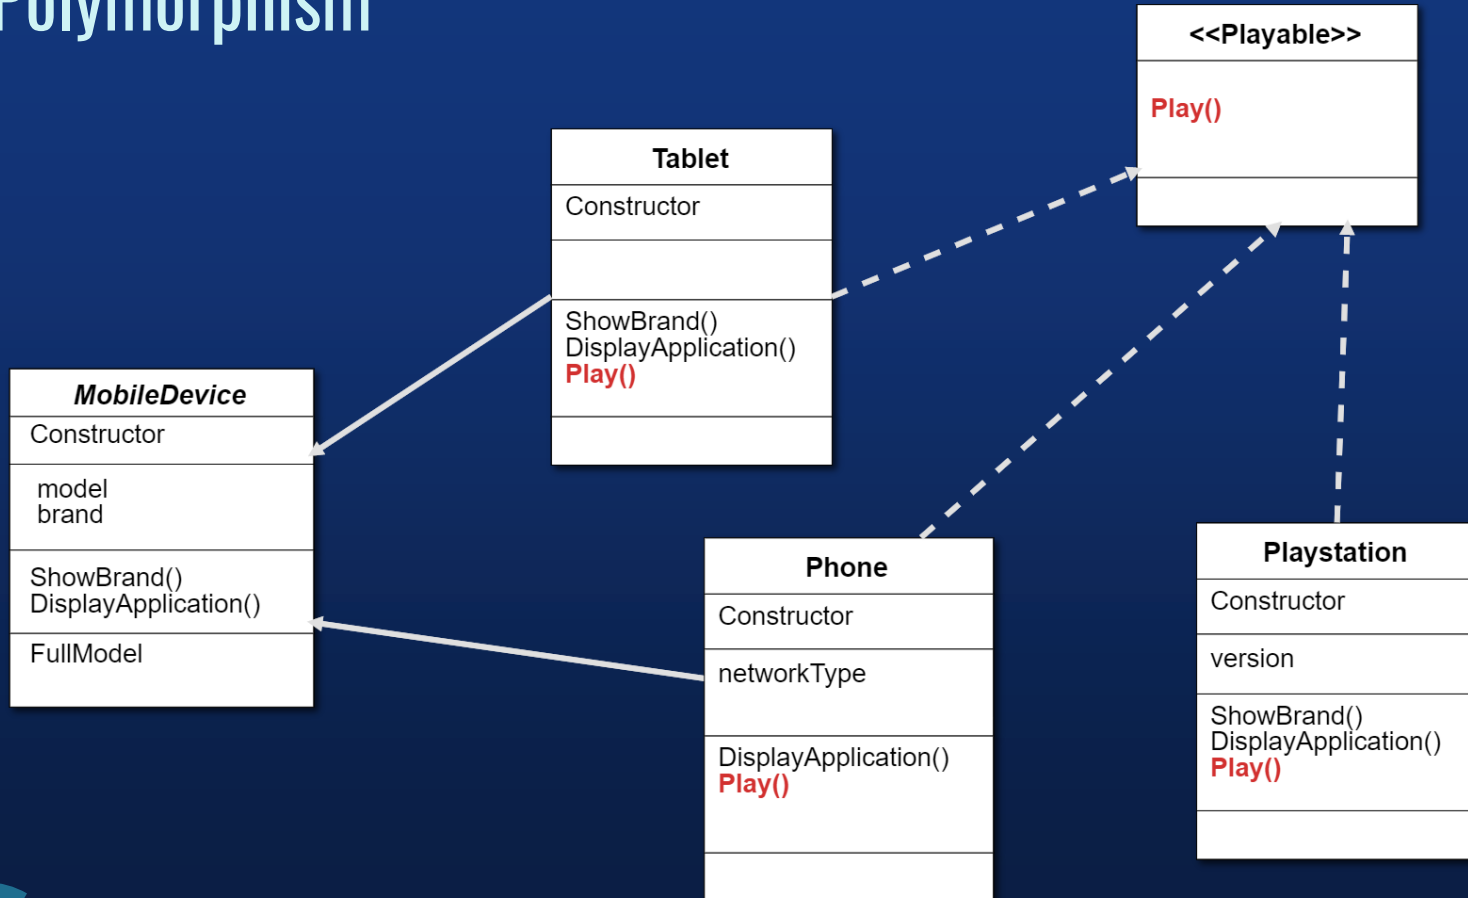 Polymorphism
<<Playable>>
Play()
Tablet
Constructor
ShowBrand()
DisplayApplication()
Play()
MobileDevice
Constructor
model
brand
ShowBrand()
DisplayApplication()
FullModel
Phone
Constructor
networkType
DisplayApplication()
Play()
Playstation
Constructor
version
ShowBrand()
DisplayApplication()
Play()